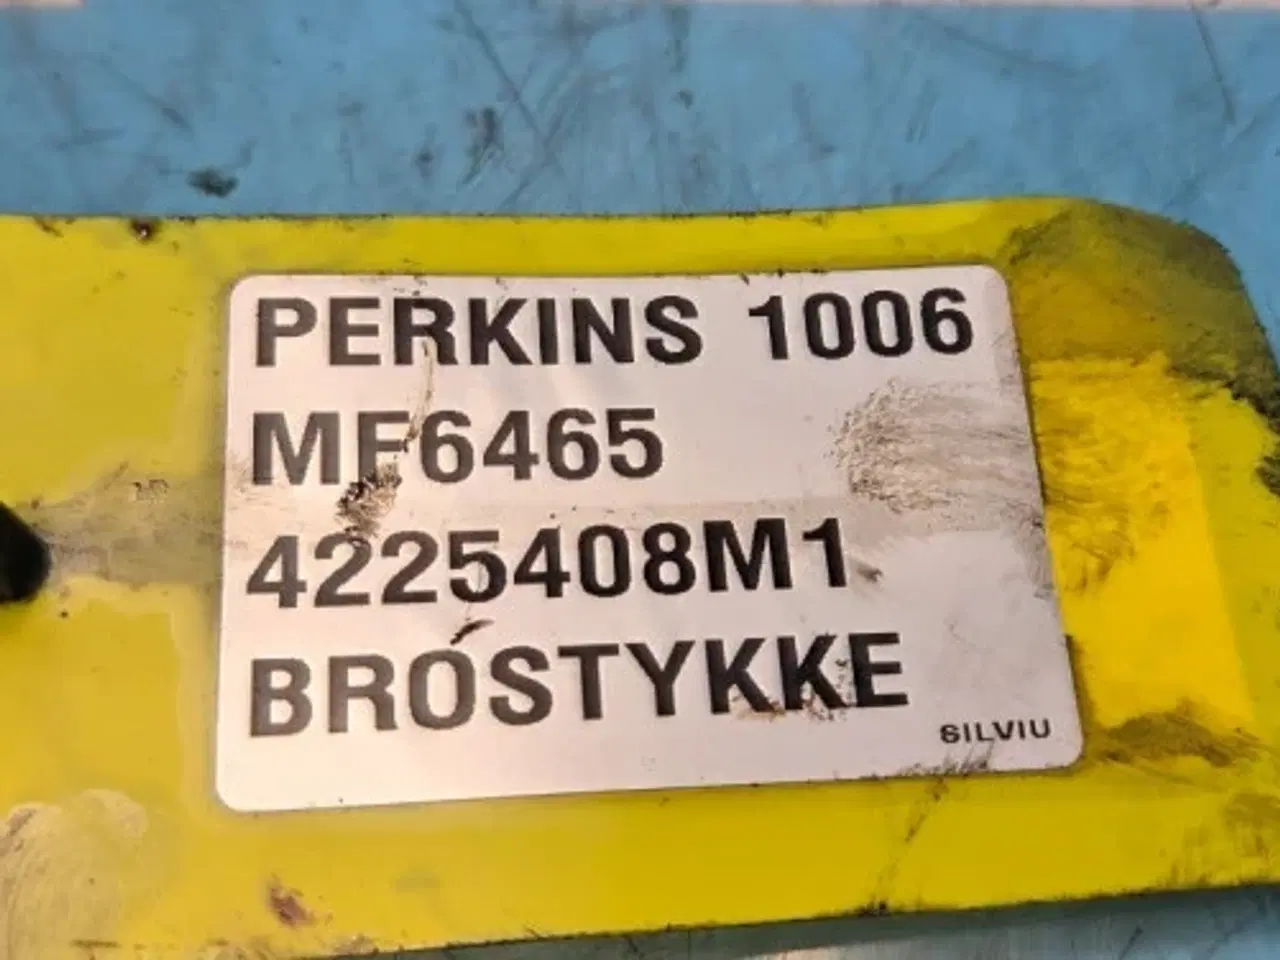 PERKINS 1006
MF6465
4225408M1
BRÓSTYKKE
SILVIU